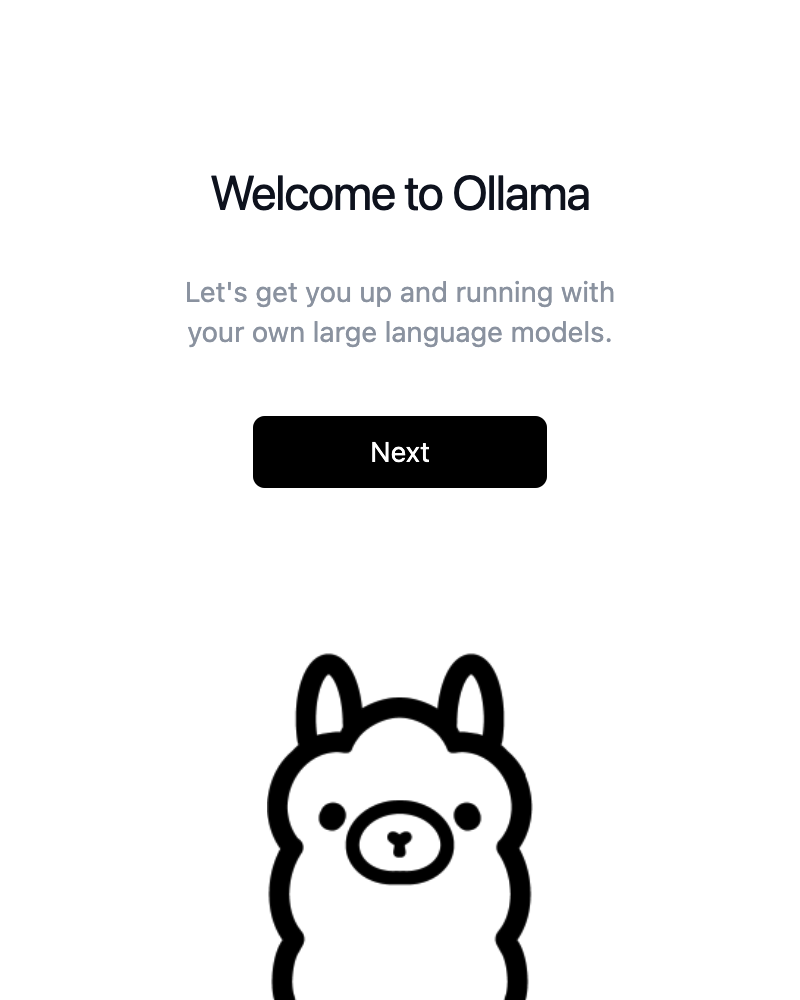 Welcome to Ollama
Let's get you up and running with
your own large language models.
Next